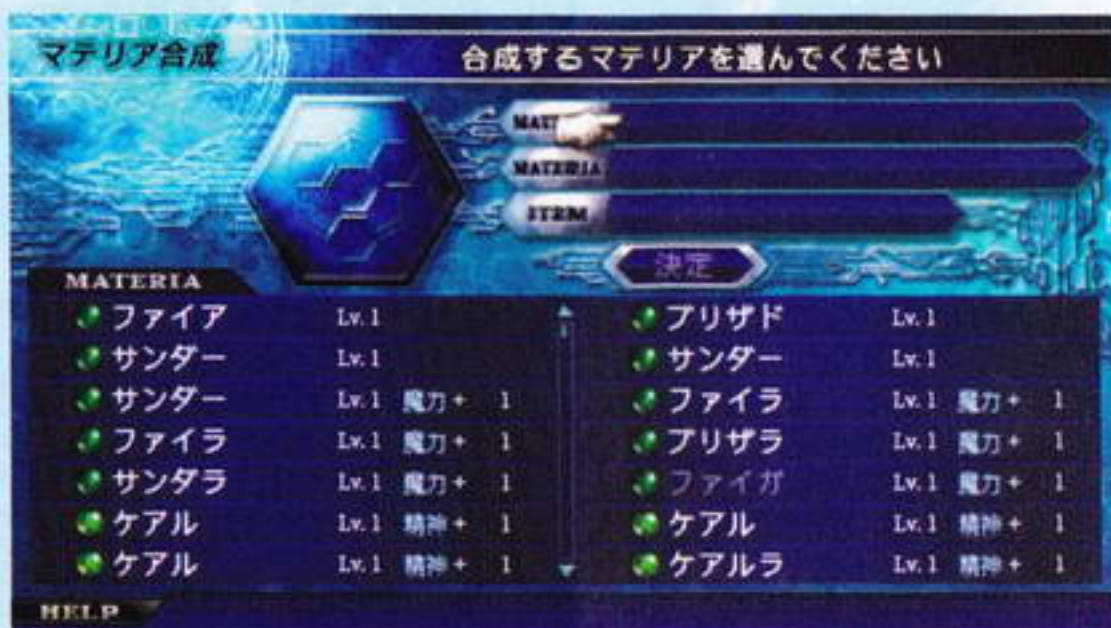 マテリア合成
合成するマテリアを選んでください
MATERIA
MATERIA
ITEM
決定
MATERIA
ファイア Lv. 1 ブリザド Lv. 1
サンダー Lv. 1 サンダー Lv. 1
サンダー Lv. 1 魔力+ 1 ファイラ Lv. 1 魔力+ 1
ファイラ Lv. 1 魔力+ 1 ブリザラ Lv. 1 魔力+ 1
サンダラ Lv. 1 魔力+ 1 ファイガ Lv. 1 魔力+ 1
ケアル Lv. 1 精神+ 1 ケアル Lv. 1 精神+ 1
ケアル Lv. 1 精神+ 1 ケアルラ Lv. 1 精神+ 1
HELP